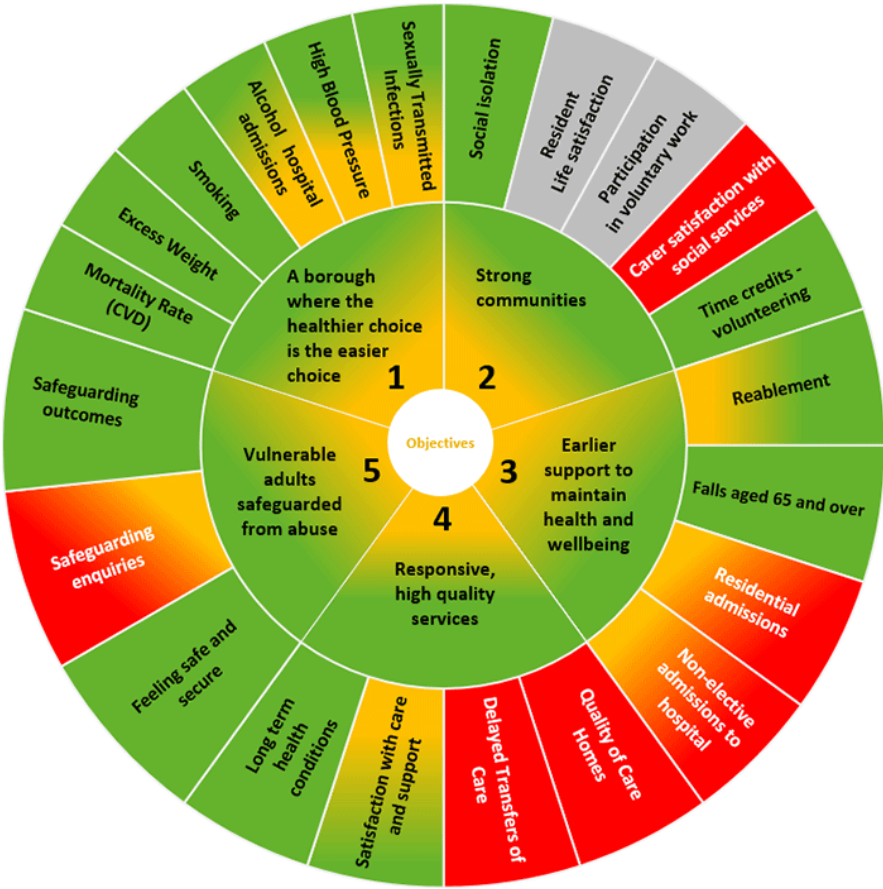 Objectives
1
A borough
where the
healthier choice
is the easier
choice
2
Strong
communities
3
Earlier
support to
maintain
health and
wellbeing
4
Responsive,
high quality
services
5
Vulnerable
adults
safeguarded
from abuse
Mortality Rate
(CVD)
Excess Weight
Smoking
Alcohol hospital
admissions
High Blood Pressure
Sexually Transmitted
Infections
Social isolation
Resident
Life satisfaction
Participation
in voluntary work
Carer satisfaction with
social services
Time credits -
volunteering
Reablement
Falls aged 65 and over
Residential
admissions
Non-elective
admissions to
hospital
Quality of Care
Homes
Delayed Transfers of
Care
Satisfaction with care
and support
Long term
health
conditions
Feeling safe and
secure
Safeguarding
enquiries
Safeguarding
outcomes